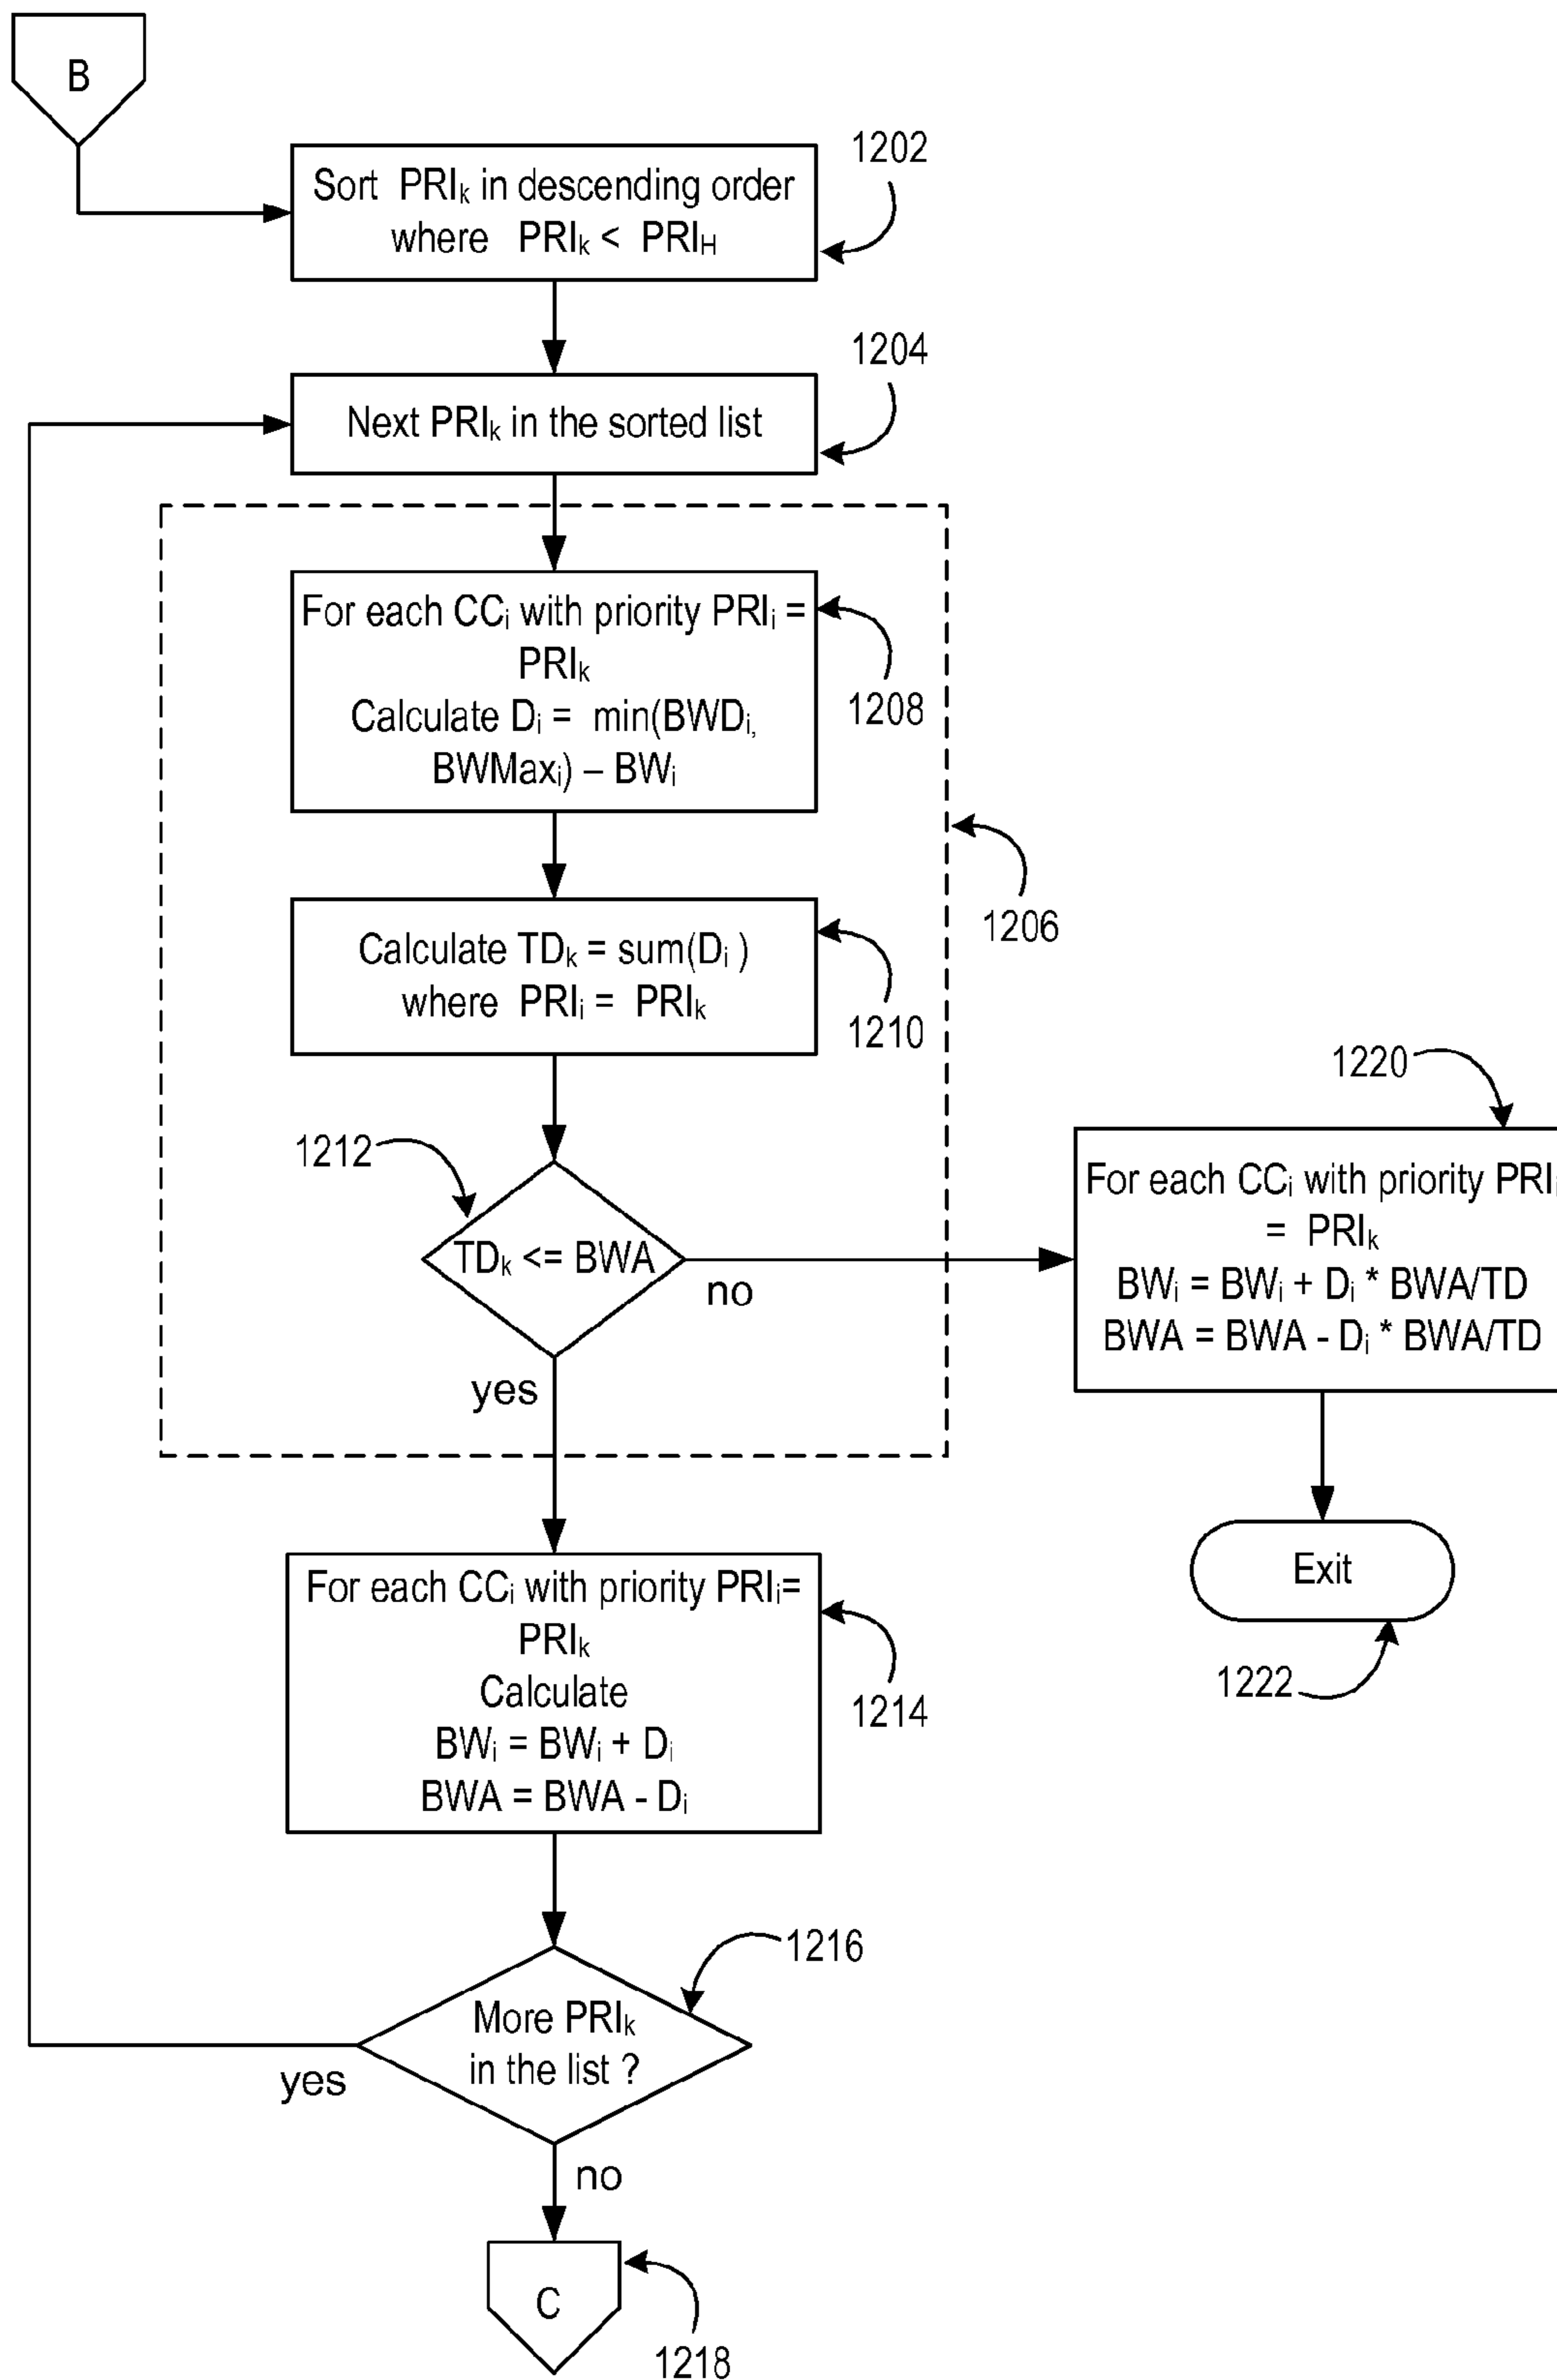 B
1202
Sort PRIk in descending order
where PRIk < PRIH
1204
Next PRIk in the sorted list
For each CCi with priority PRIi =
PRIk
Calculate Di = min(BWDi,
BWMaxi) – BWi
1208
1206
Calculate TDk = sum(Di )
where PRIi = PRIk
1210
1212
TDk <= BWA
no
yes
1220
For each CCi with priority PRIi
= PRIk
BWi = BWi + Di * BWA/TD
BWA = BWA - Di * BWA/TD
Exit
1222
For each CCi with priority PRIi=
PRIk
Calculate
BWi = BWi + Di
BWA = BWA - Di
1214
1216
More PRIk
in the list ?
yes
no
C
1218